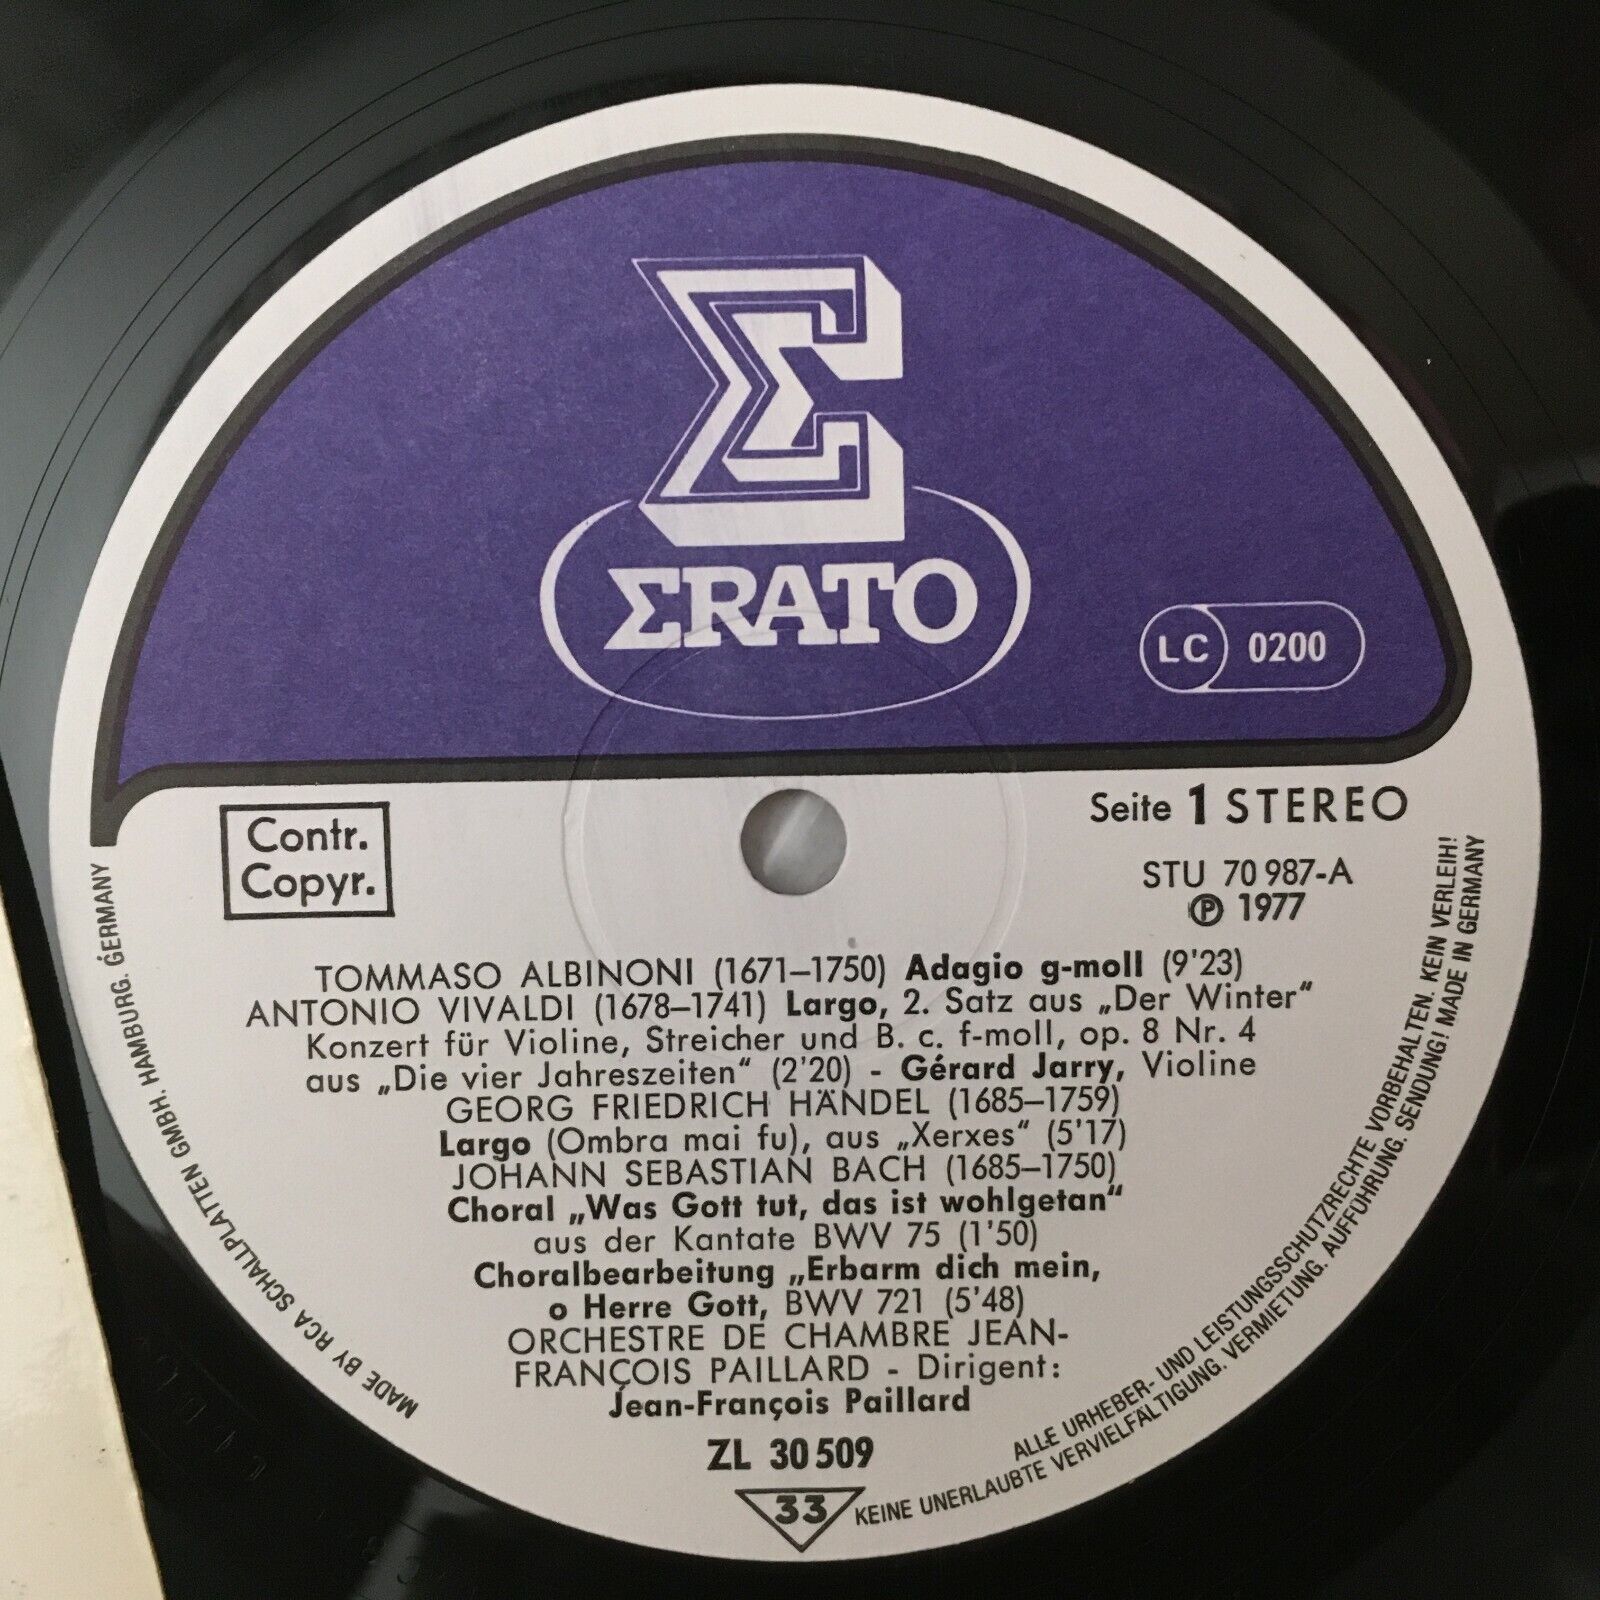 Σ
ΣRATO
LC 0200
Contr.
Copyr.
Seite 1 STEREO
STU 70 987-A
℗ 1977
TOMMASO ALBINONI (1671–1750) Adagio g-moll (9'23)
ANTONIO VIVALDI (1678–1741) Largo, 2. Satz aus „Der Winter“
Konzert für Violine, Streicher und B. c. f-moll, op. 8 Nr. 4
aus „Die vier Jahreszeiten“ (2'20) - Gérard Jarry, Violine
GEORG FRIEDRICH HÄNDEL (1685–1759)
Largo (Ombra mai fu), aus „Xerxes“ (5'17)
JOHANN SEBASTIAN BACH (1685–1750)
Choral „Was Gott tut, das ist wohlgetan“
aus der Kantate BWV 75 (1'50)
Choralbearbeitung „Erbarm dich mein,
o Herre Gott, BWV 721 (5'48)
ORCHESTRE DE CHAMBRE JEAN-
FRANÇOIS PAILLARD - Dirigent:
Jean-François Paillard
ZL 30 509
33
MADE BY RCA SCHALLPLATTEN GMBH. HAMBURG. GERMANY
ALLE URHEBER- UND LEISTUNGSSCHUTZRECHTE VORBEHALTEN. KEIN VERLEIH!
KEINE UNERLAUBTE VERVIELFÄLTIGUNG. VERMIETUNG. AUFFÜHRUNG. SENDUNG! MADE IN GERMANY